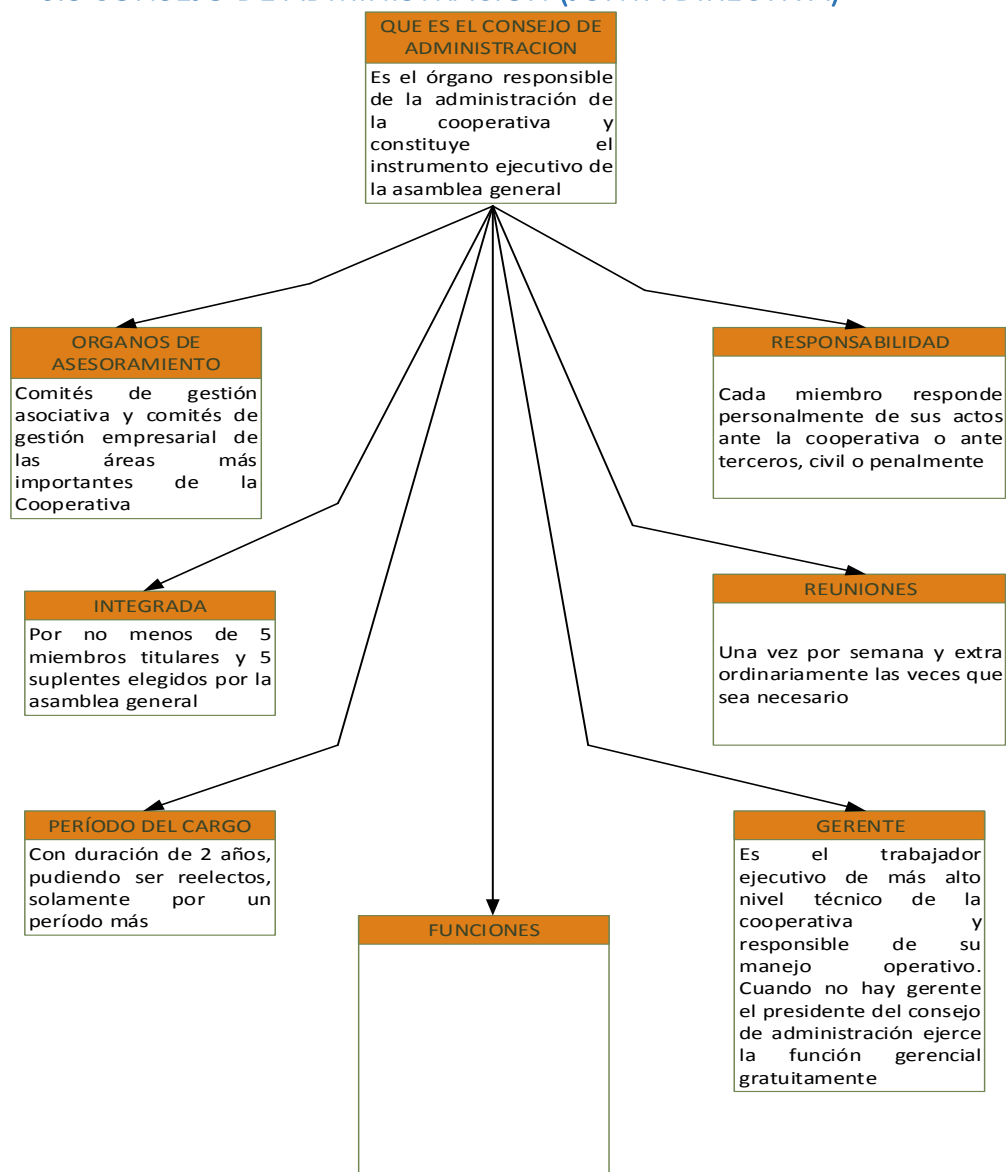 QUE ES EL CONSEJO DE
ADMINISTRACION
Es el órgano responsible
de la administración de
la cooperativa y
constituye el
instrumento ejecutivo de
la asamblea general
ORGANOS DE
ASESORAMIENTO
Comités de gestión
asociativa y comités de
gestión empresarial de
las áreas más
importantes de la
Cooperativa
RESPONSABILIDAD
Cada miembro responde
personalmente de sus actos
ante la cooperativa o ante
terceros, civil o penalmente
INTEGRADA
Por no menos de 5
miembros titulares y 5
suplentes elegidos por la
asamblea general
REUNIONES
Una vez por semana y extra
ordinariamente las veces que
sea necesario
PERÍODO DEL CARGO
Con duración de 2 años,
pudiendo ser reelectos,
solamente por un
período más
GERENTE
Es el trabajador
ejecutivo de más alto
nivel técnico de la
cooperativa y
responsible de su
manejo operativo.
Cuando no hay gerente
el presidente del consejo
de administración ejerce
la función gerencial
gratuitamente
FUNCIONES